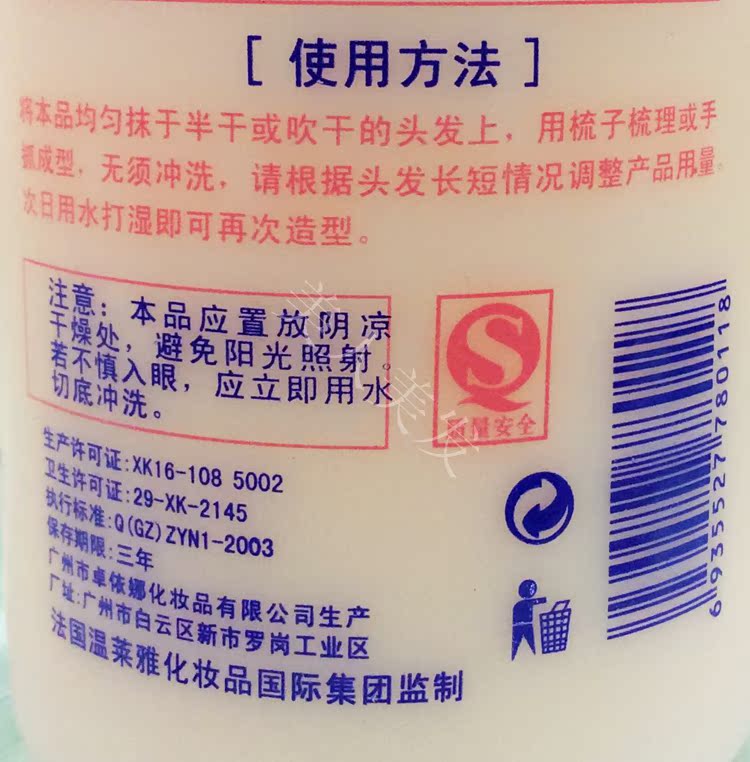 [ 使用方法 ]
将本品均匀抹于半干或吹干的头发上，用梳子梳理或手
抓成型，无须冲洗，请根据头发长短情况调整产品用量。
次日用水打湿即可再次造型。
注意：本品应置放阴凉
干燥处，避免阳光照射。
若不慎入眼，应立即用水
切底冲洗。
质量安全
生产许可证:XK16-108 5002
卫生许可证:29-XK-2145
执行标准:Q(GZ)ZYN1-2003
保存期限:三年
广州市卓依娜化妆品有限公司生产
厂址:广州市白云区新市罗岗工业区
法国温莱雅化妆品国际集团监制
6935527780118